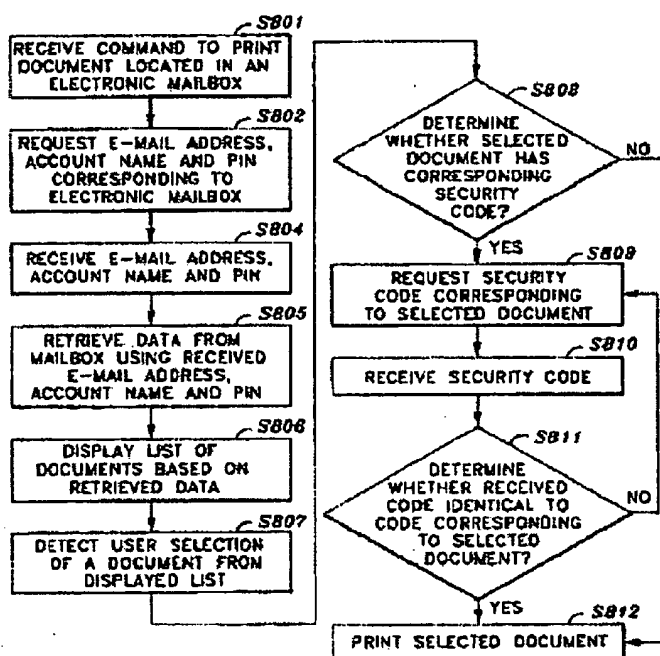 S801
RECEIVE COMMAND TO PRINT
DOCUMENT LOCATED IN AN
ELECTRONIC MAILBOX
S802
REQUEST E-MAIL ADDRESS,
ACCOUNT NAME AND PIN
CORRESPONDING TO
ELECTRONIC MAILBOX
S804
RECEIVE E-MAIL ADDRESS,
ACCOUNT NAME AND PIN
S805
RETRIEVE DATA FROM
MAILBOX USING RECEIVED
E-MAIL ADDRESS,
ACCOUNT NAME AND PIN
S806
DISPLAY LIST OF
DOCUMENTS BASED ON
RETRIEVED DATA
S807
DETECT USER SELECTION
OF A DOCUMENT FROM
DISPLAYED LIST
S808
DETERMINE
WHETHER SELECTED
DOCUMENT HAS
CORRESPONDING
SECURITY
CODE?
NO
YES
S809
REQUEST SECURITY
CODE CORRESPONDING
TO SELECTED DOCUMENT
S810
RECEIVE SECURITY CODE
S811
DETERMINE
WHETHER RECEIVED
CODE IDENTICAL TO
CODE CORRESPONDING
TO SELECTED
DOCUMENT?
NO
YES
S812
PRINT SELECTED DOCUMENT